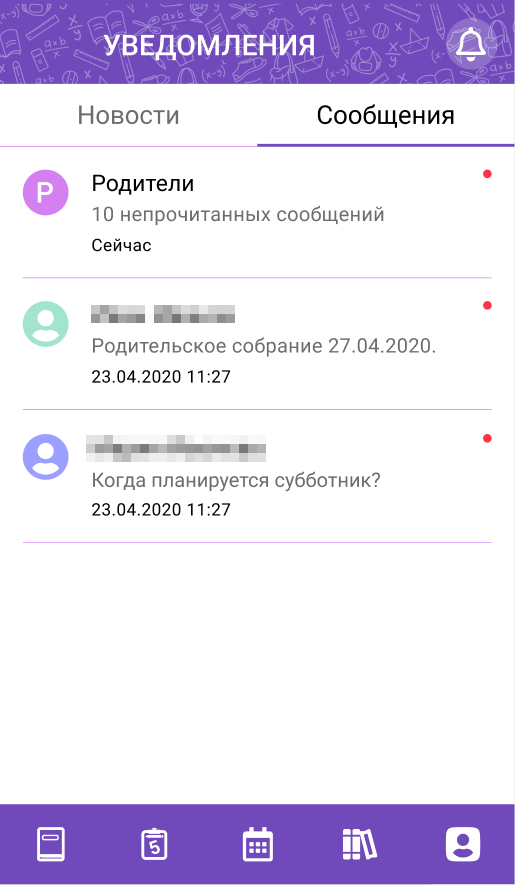 УВЕДОМЛЕНИЯ
Новости
Сообщения
Р
Родители
10 непрочитанных сообщений
Сейчас
Родительское собрание 27.04.2020.
23.04.2020 11:27
Когда планируется субботник?
23.04.2020 11:27
5